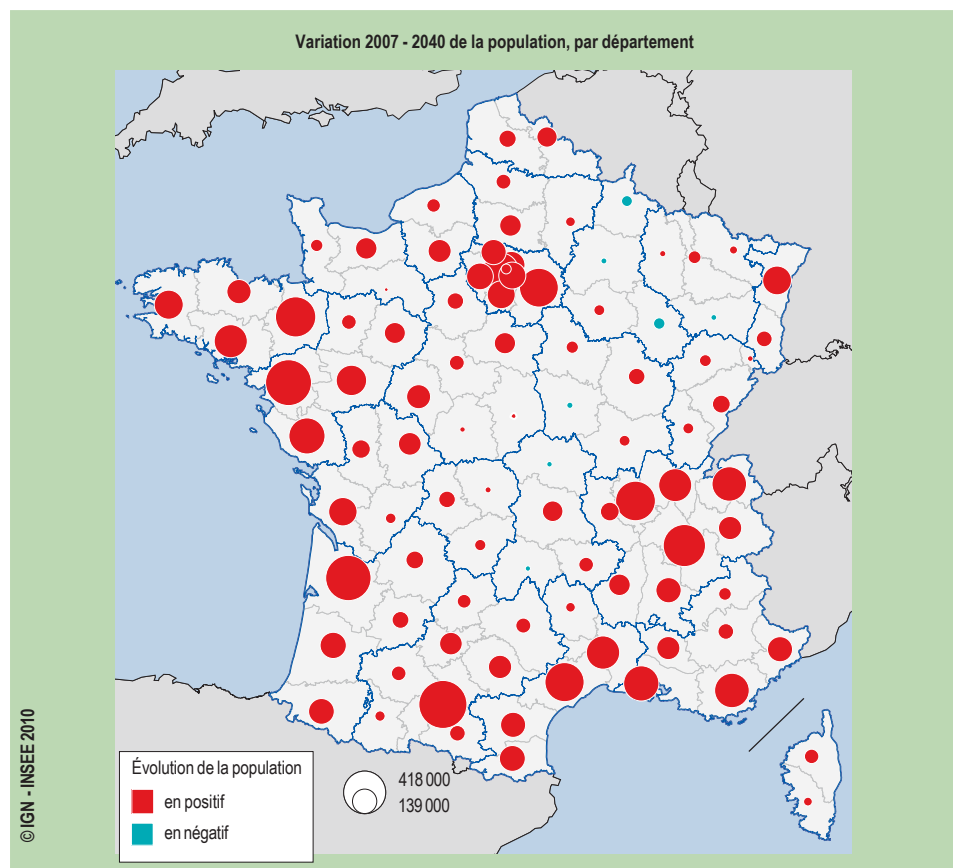 Variation 2007 - 2040 de la population, par département
Évolution de la population
en positif
en négatif
418 000
139 000
© IGN - INSEE 2010